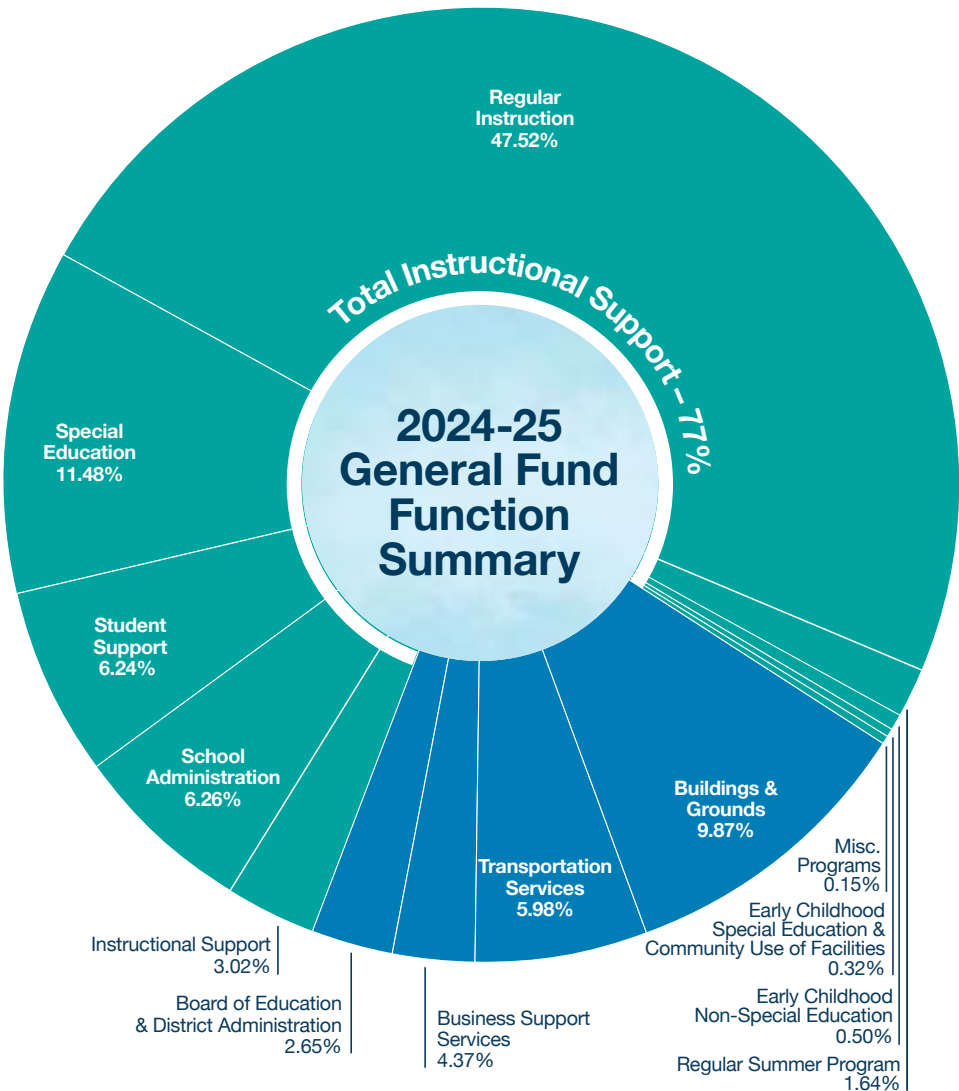 Regular
Instruction
47.52%
Total Instructional Support – 77%
2024-25
General Fund
Function
Summary
Special
Education
11.48%
Student
Support
6.24%
School
Administration
6.26%
Buildings &
Grounds
9.87%
Transportation
Services
5.98%
Misc.
Programs
0.15%
Early Childhood
Special Education &
Community Use of Facilities
0.32%
Early Childhood
Non-Special Education
0.50%
Regular Summer Program
1.64%
Instructional Support
3.02%
Board of Education
& District Administration
2.65%
Business Support
Services
4.37%